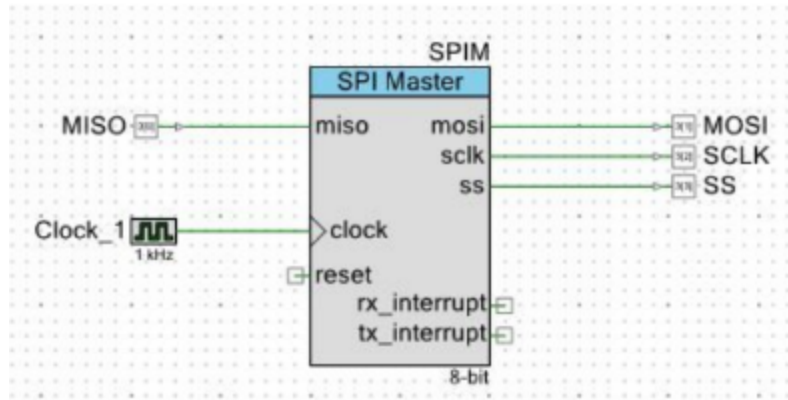 SPIM
SPI Master
MISO miso mosi MOSI
sclk SCLK
ss SS
Clock_1 clock
1 kHz
reset
rx_interrupt
tx_interrupt
8-bit